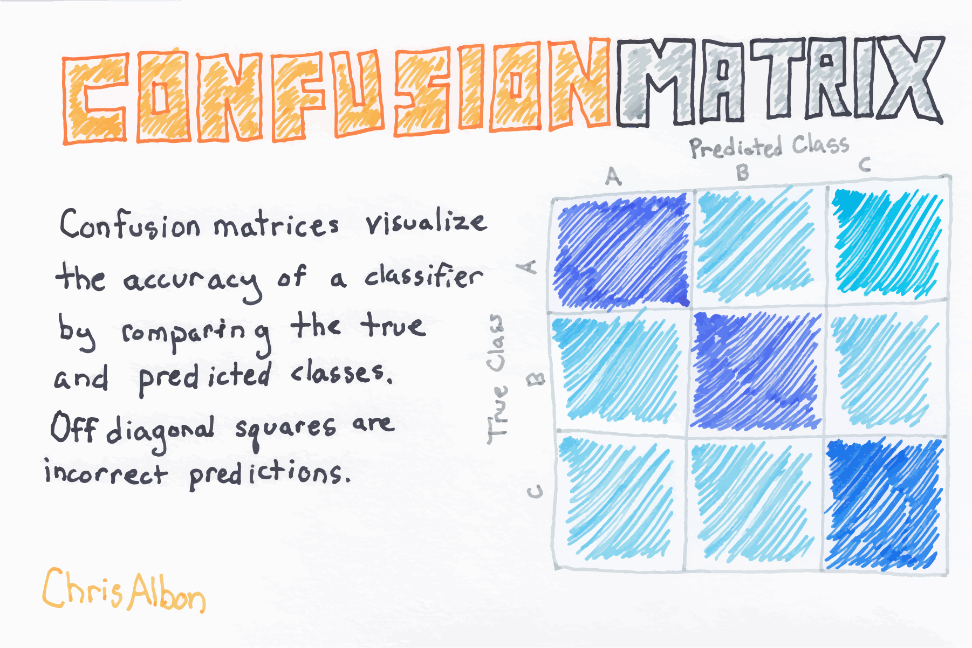 CONFUSION MATRIX
Predicted Class
A B C
Confusion matrices visualize
the accuracy of a classifier
by comparing the true
and predicted classes.
Off diagonal squares are
incorrect predictions.
True Class
A
B
C
Chris Albon